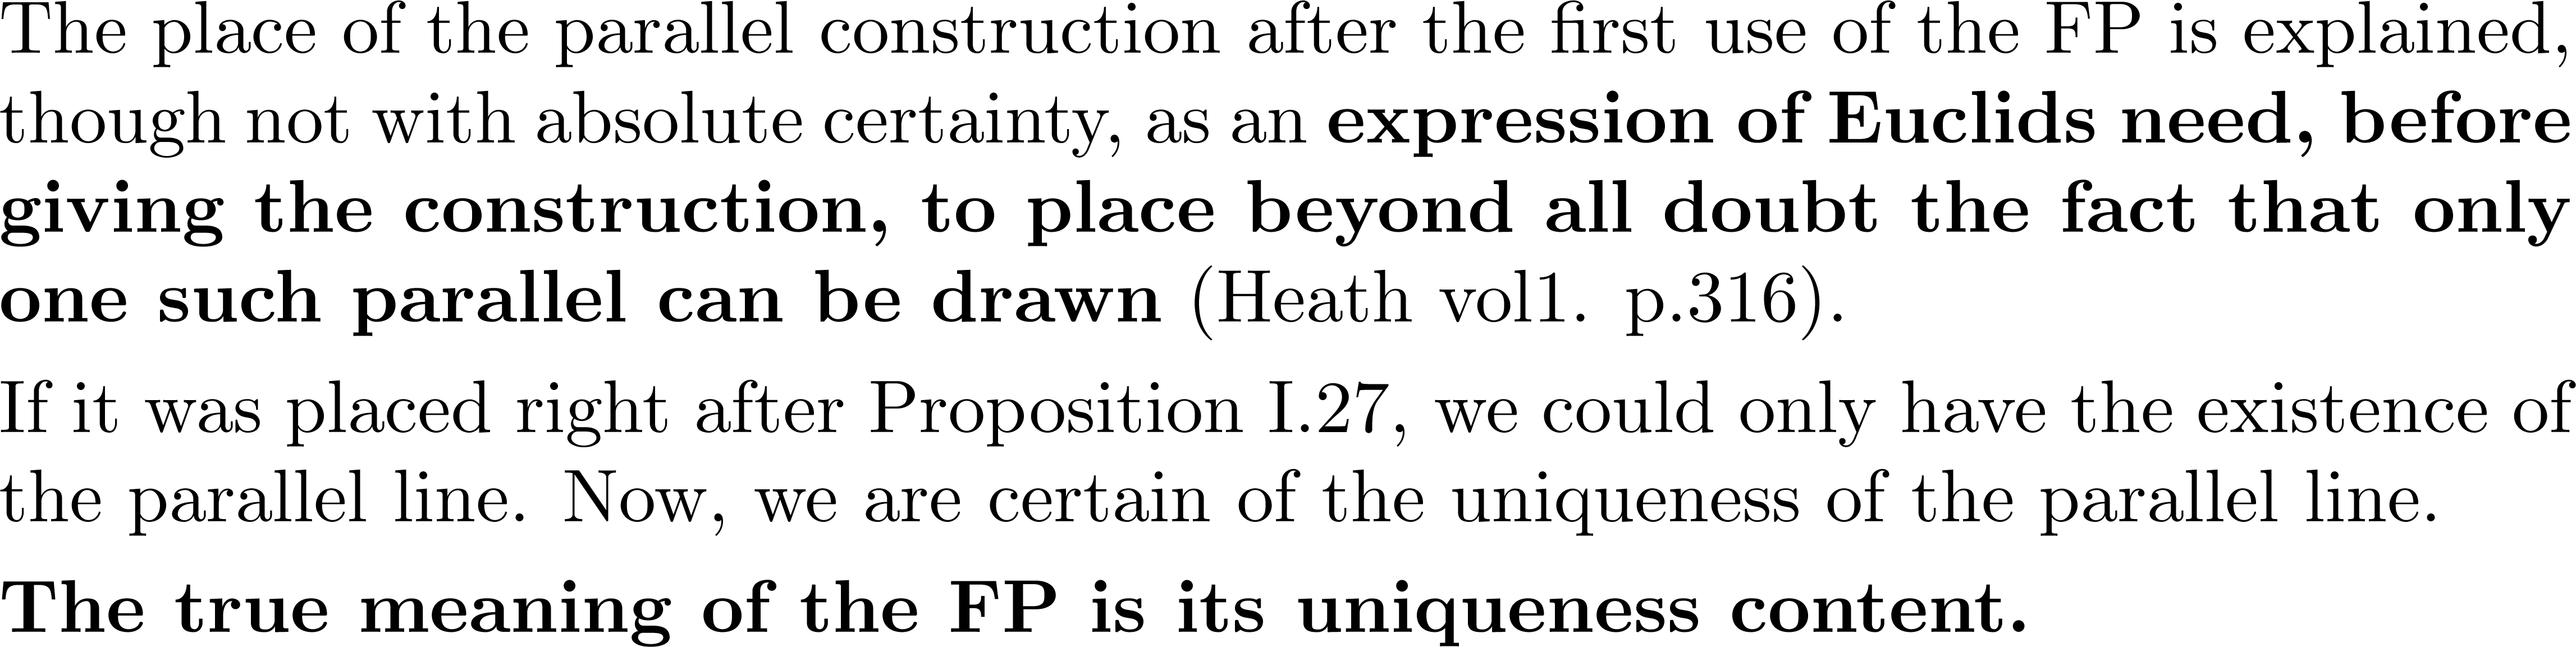 The place of the parallel construction after the first use of the FP is explained,
though not with absolute certainty, as an expression of Euclids need, before
giving the construction, to place beyond all doubt the fact that only
one such parallel can be drawn (Heath vol1. p.316).
If it was placed right after Proposition I.27, we could only have the existence of
the parallel line. Now, we are certain of the uniqueness of the parallel line.
The true meaning of the FP is its uniqueness content.